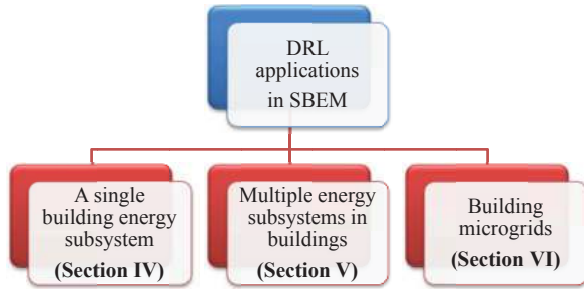 DRL
applications
in SBEM
A single
building energy
subsystem
(Section IV)
Multiple energy
subsystems in
buildings
(Section V)
Building
microgrids
(Section VI)